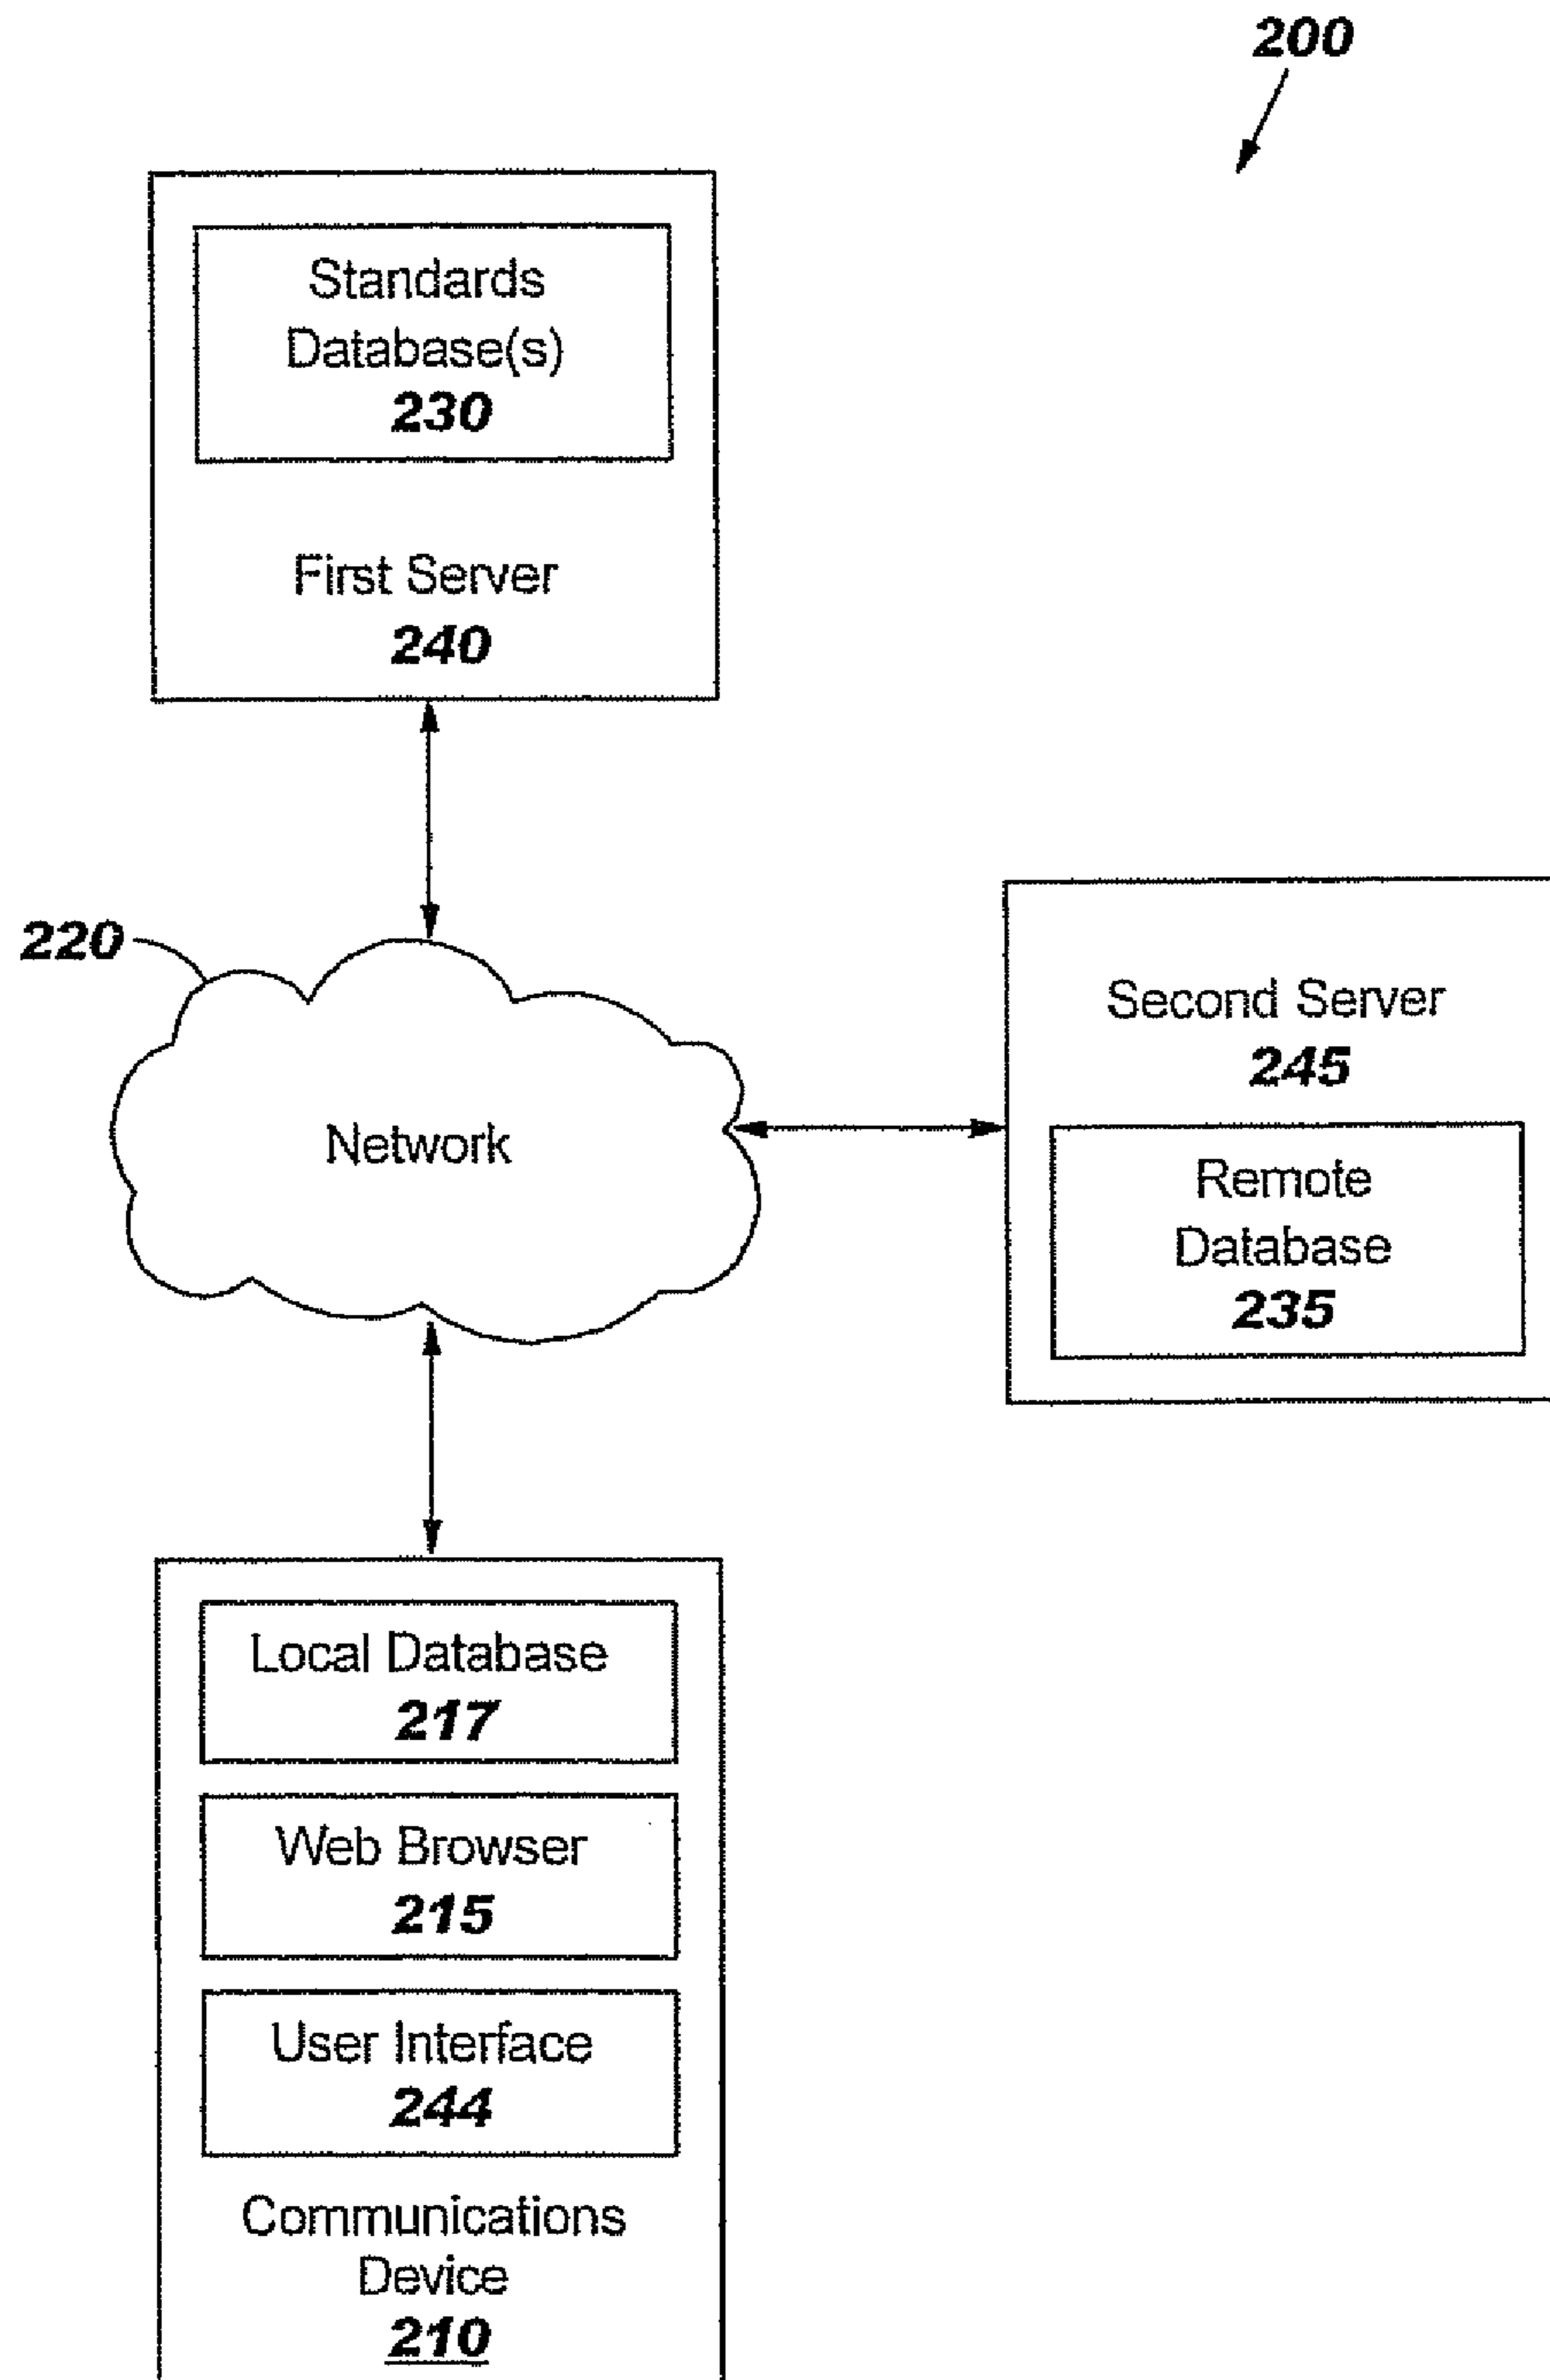 200
Standards
Database(s)
230
First Server
240
220
Network
Second Server
245
Remote
Database
235
Local Database
217
Web Browser
215
User Interface
244
Communications
Device
210